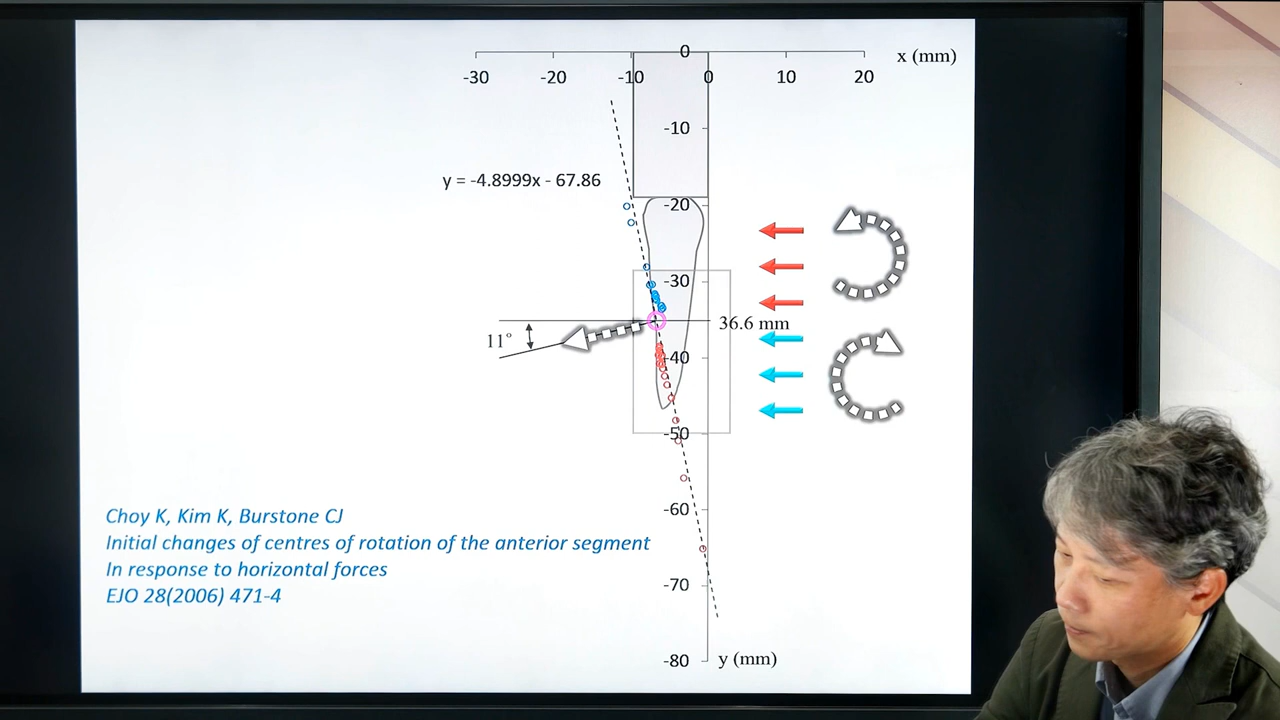 0
x (mm)
-30 -20 -10 0 10 20
-10
y = -4.8999x - 67.86
-20
-30
36.6 mm
11°
-40
-50
Choy K, Kim K, Burstone CJ
Initial changes of centres of rotation of the anterior segment
In response to horizontal forces
EJO 28(2006) 471-4
-60
-70
-80
y (mm)